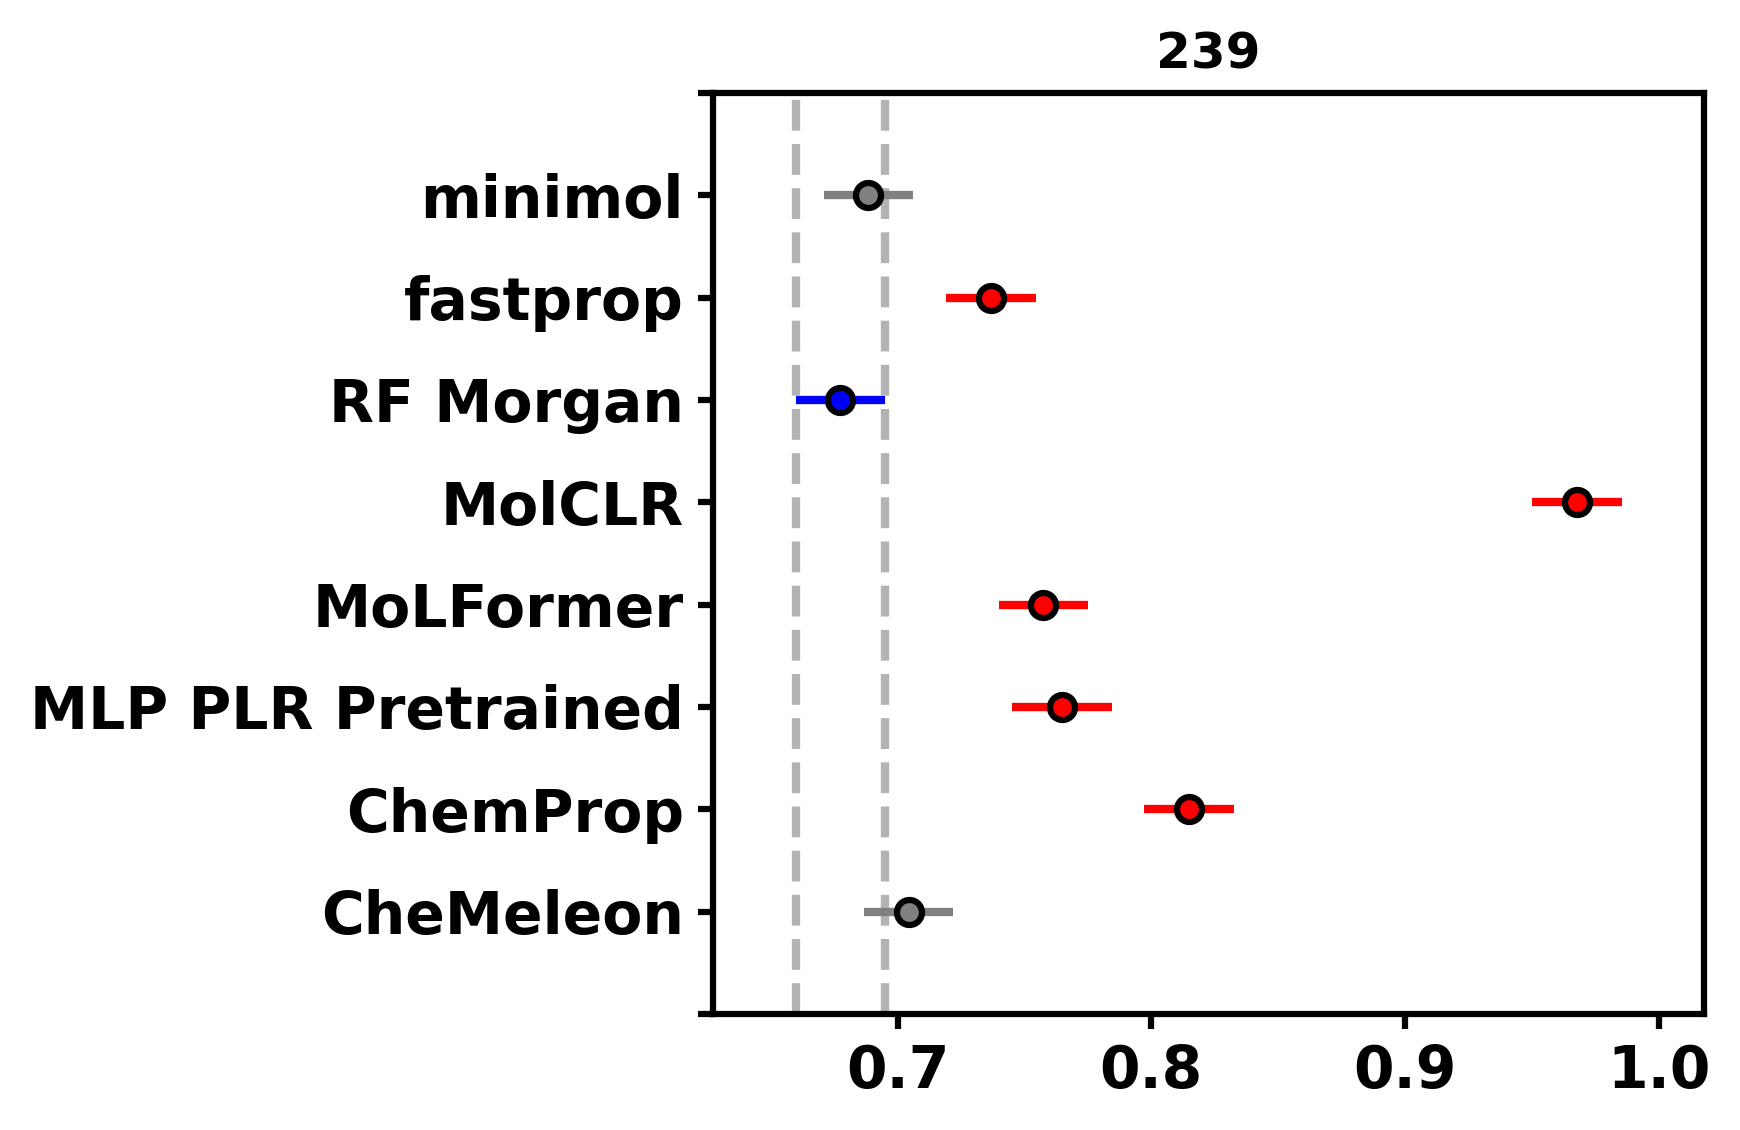 239
minimol
fastprop
RF Morgan
MolCLR
MoLFormer
MLP PLR Pretrained
ChemProp
CheMeleon
0.7 0.8 0.9 1.0